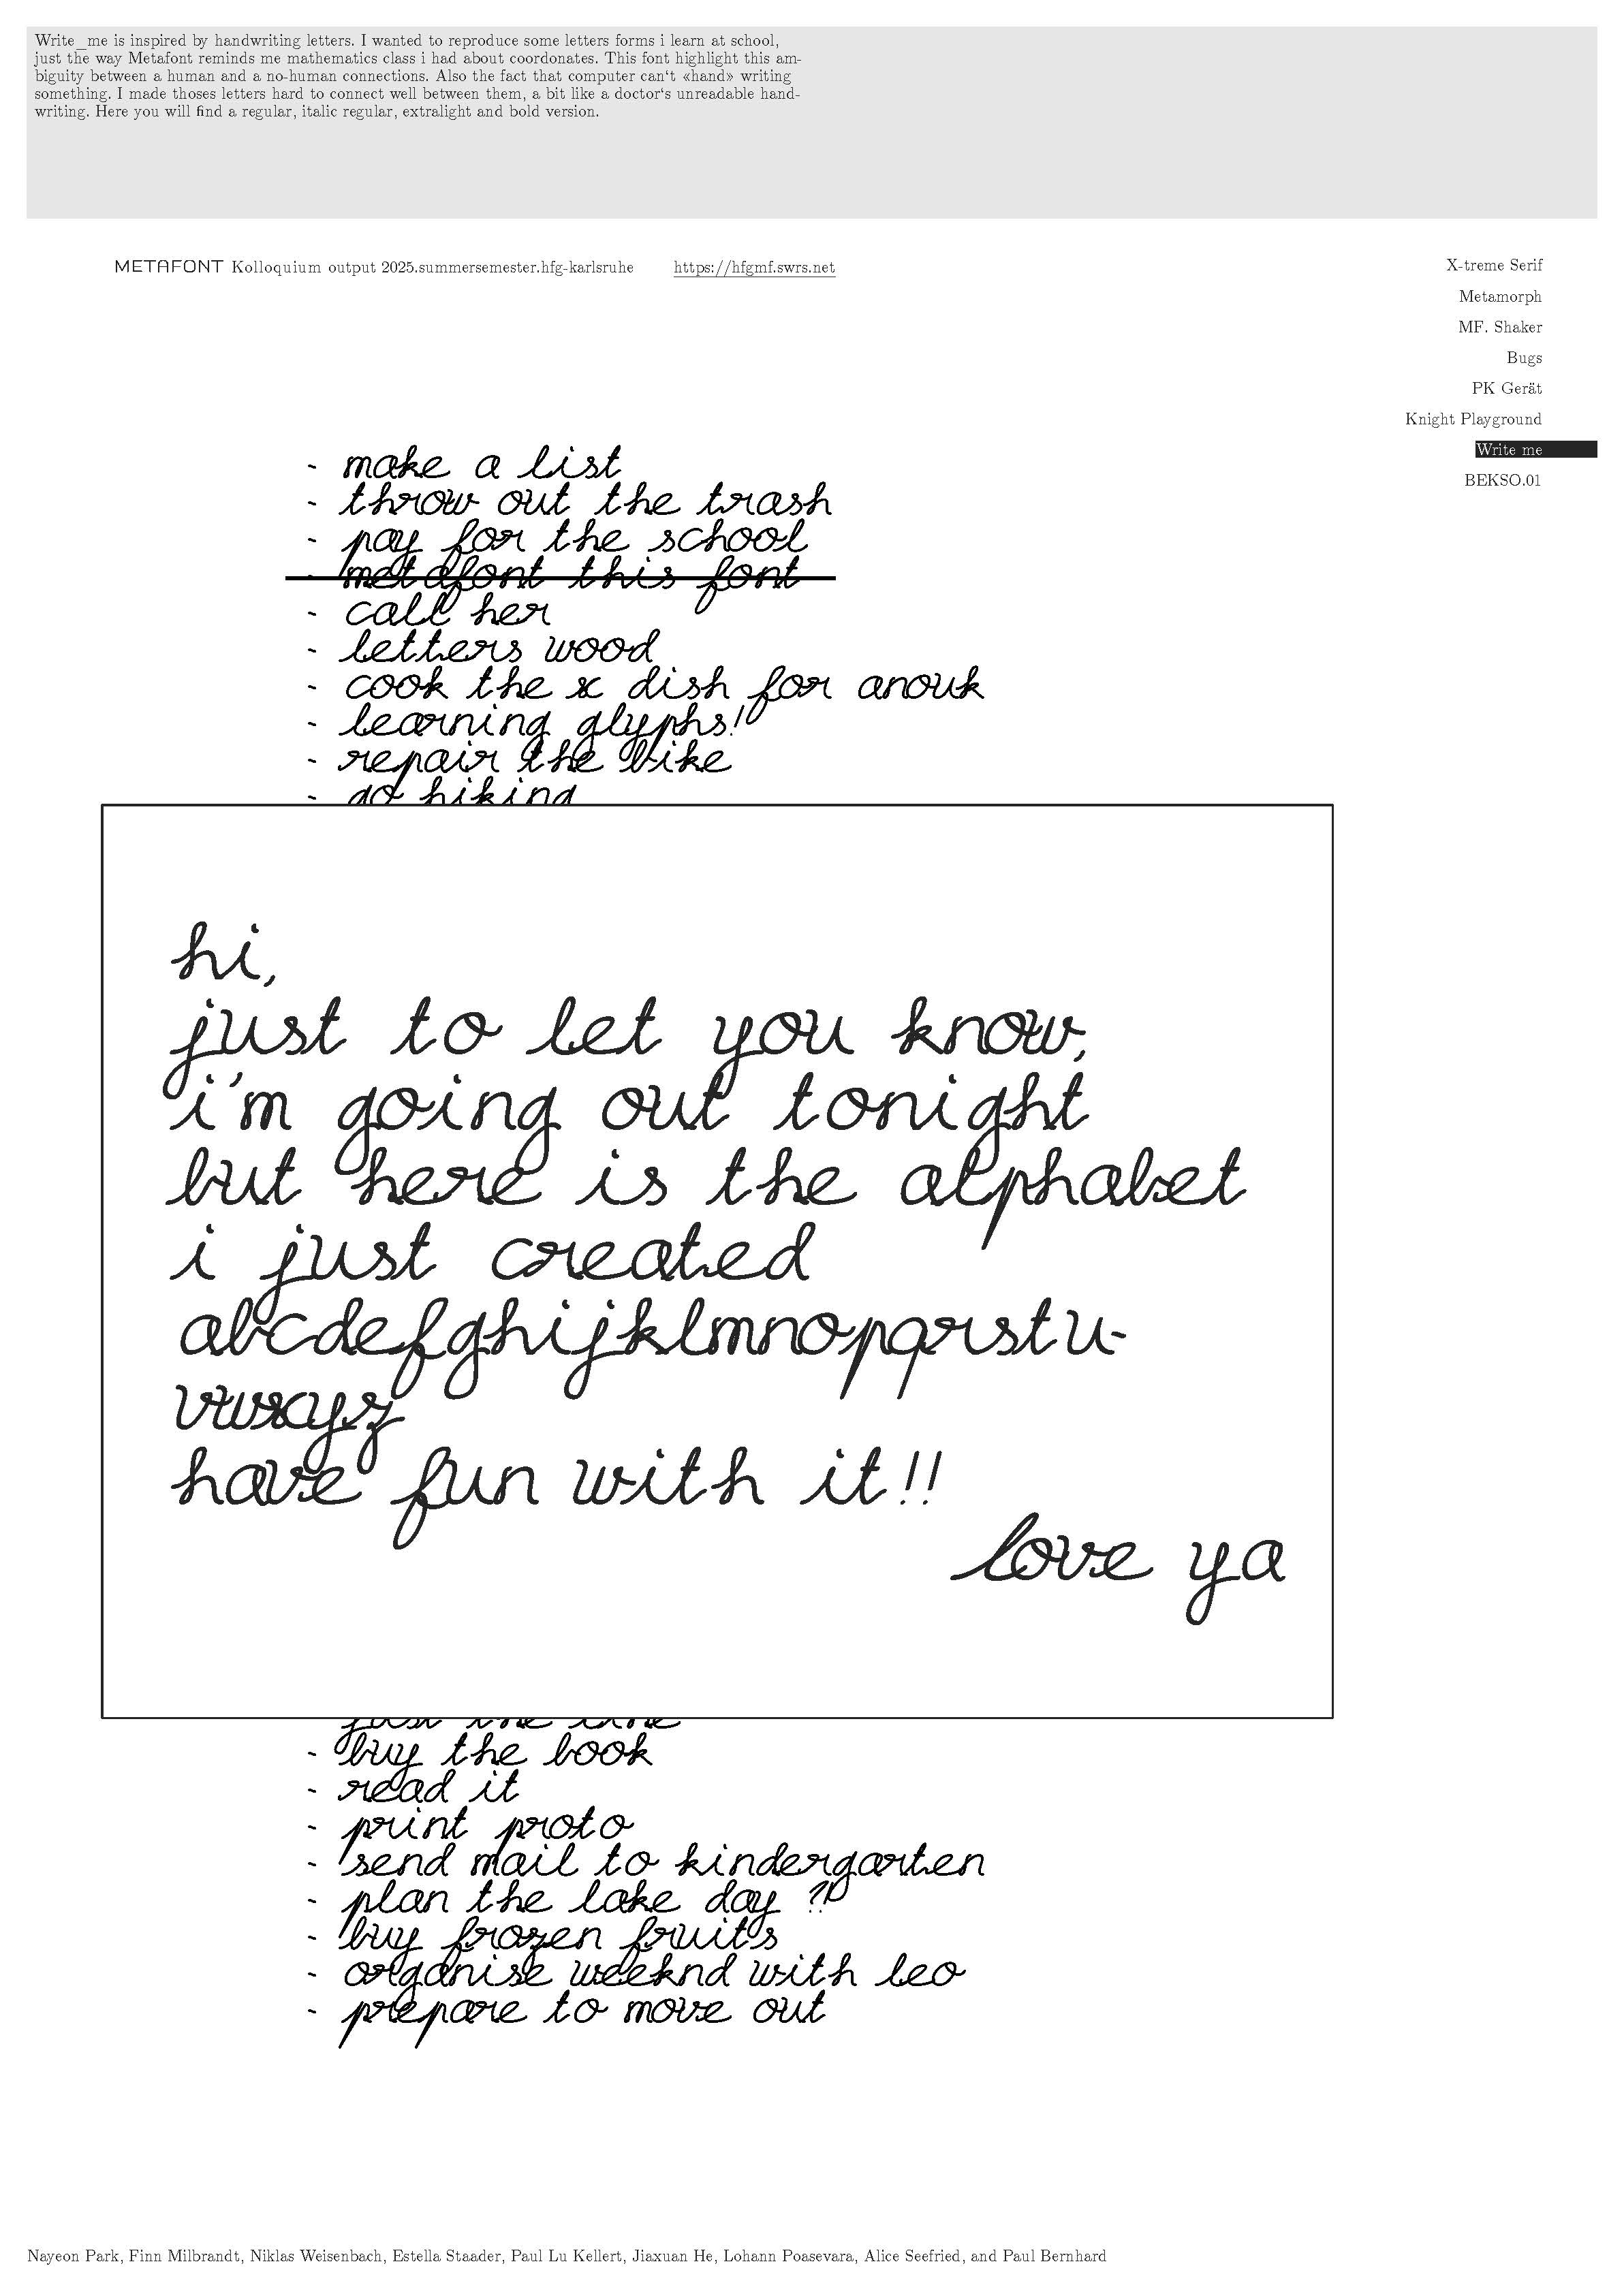 Write_me is inspired by handwriting letters. I wanted to reproduce some letters forms i learn at school,
just the way Metafont reminds me mathematics class i had about coordonates. This font highlight this am-
biguity between a human and a no-human connections. Also the fact that computer can‘t «hand» writing
something. I made thoses letters hard to connect well between them, a bit like a doctor‘s unreadable hand-
writing. Here you will find a regular, italic regular, extralight and bold version.
METAFONT Kolloquium output 2025.summersemester.hfg-karlsruhe https://hfgmf.swrs.net
X-treme Serif
Metamorph
MF. Shaker
Bugs
PK Gerät
Knight Playground
Write me
BEKSO.01
- make a list
- throw out the trash
- pay for the school
- metafont this font
- call her
- letters wood
- cook the x dish for anouk
- learning glyphs!
- repair the bike
- go hiking
hi,
just to let you know,
i'm going out tonight
but here is the alphabet
i just created
abcdefghijklmnopqrstu-
vwxyz
have fun with it!!
love ya
- buy the book
- read it
- print proto
- send mail to kindergarten
- plan the lake day ?!
- buy frozen fruits
- organise weeknd with leo
- prepare to move out
Nayeon Park, Finn Milbrandt, Niklas Weisenbach, Estella Staader, Paul Lu Kellert, Jiaxuan He, Lohann Poasevara, Alice Seefried, and Paul Bernhard